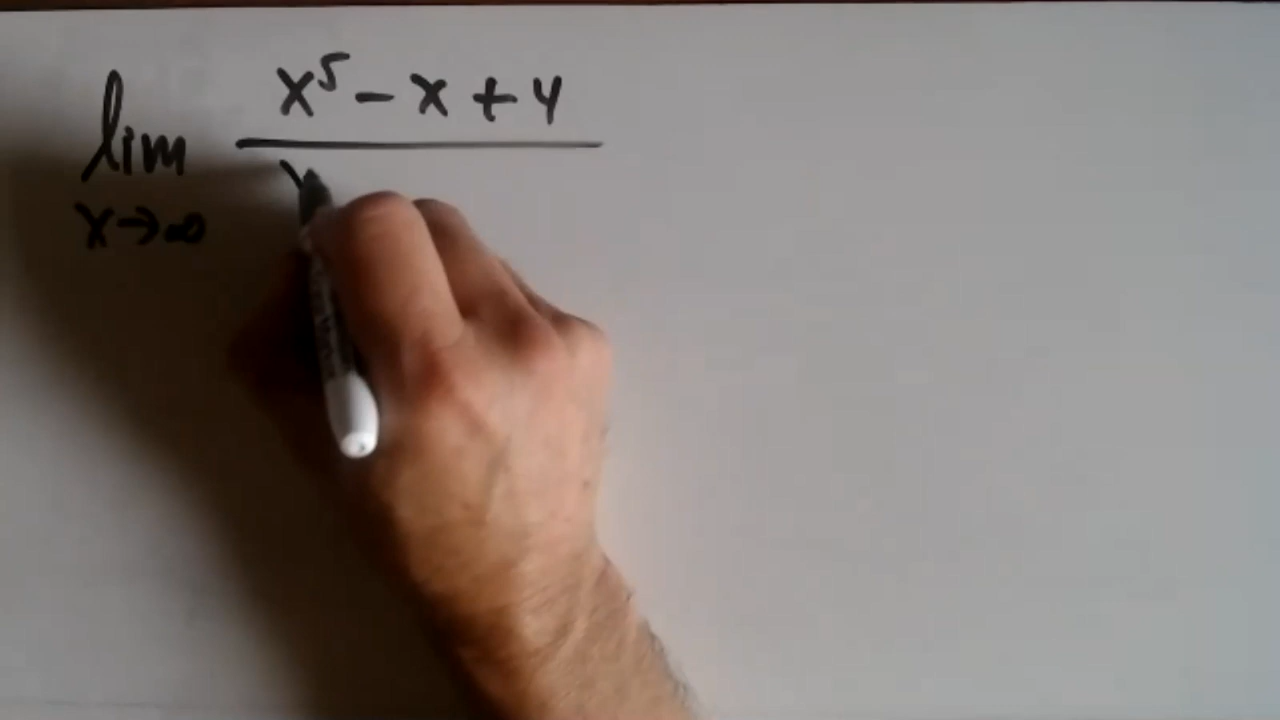 lim x⁵ - x + 4
x→∞